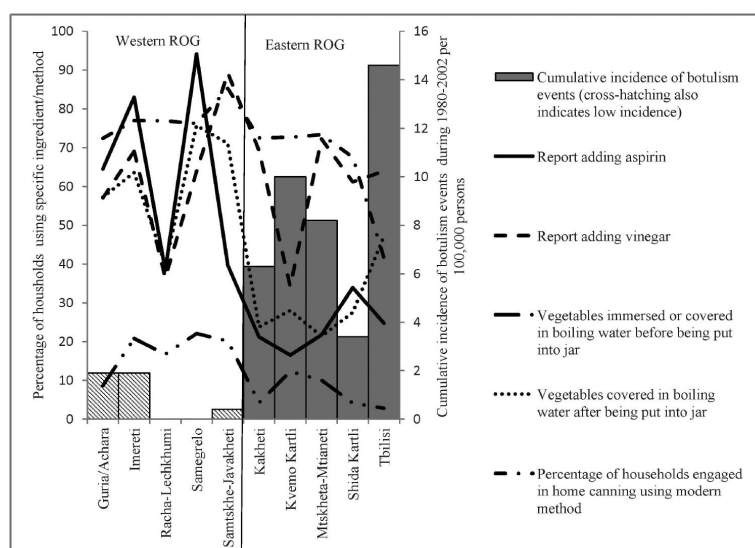 Western ROG
Eastern ROG
Percentage of housholds using specific ingredient/method
100
90
80
70
60
50
40
30
20
10
0
Guria/Achara
Imereti
Racha-Lechkhumi
Samegrelo
Samtskhe-Javakheti
Kakheti
Kvemo Kartli
Mtskheta-Mtianeti
Shida Kartli
Tbilisi
16
14
12
10
8
6
4
2
0
Cumulative incidence of botulism events during 1980-2002 per
100,000 persons
Cumulative incidence of botulism
events (cross-hatching also
indicates low incidence)
Report adding aspirin
Report adding vinegar
Vegetables immersed or covered
in boiling water before being put
into jar
Vegetables covered in boiling
water after being put into jar
Percentage of households engaged
in home canning using modern
method